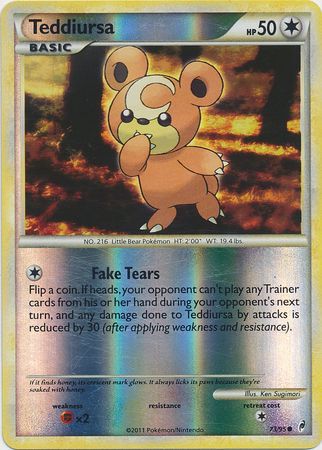 Teddiursa
HP 50
BASIC
NO. 216 Little Bear Pokémon HT: 2'00" WT: 19.4 lbs.
Fake Tears
Flip a coin. If heads, your opponent can't play any Trainer
cards from his or her hand during your opponent's next
turn, and any damage done to Teddiursa by attacks is
reduced by 30 (after applying weakness and resistance).
Illus. Ken Sugimori
If it finds honey, its crescent mark glows. It always licks its paws because they're
soaked with honey.
weakness
resistance
retreat cost
×2
©2011 Pokémon/Nintendo.
73/95